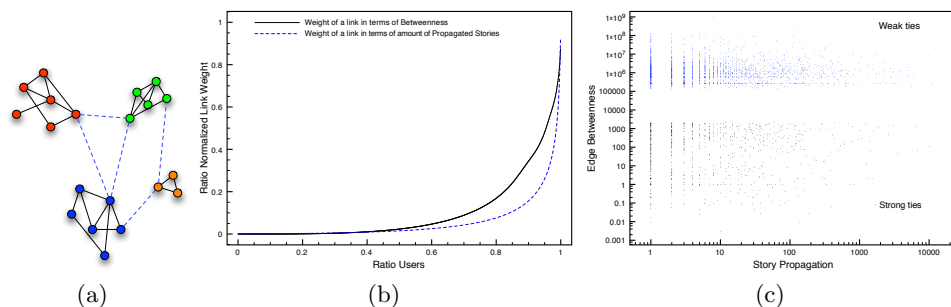 Weight of a link in terms of Betweenness
Weight of a link in terms of amount of Propagated Stories
Ratio Normalized Link Weight
1
0.8
0.6
0.4
0.2
0
0
0.2
0.4
0.6
0.8
1
Ratio Users
Edge Betweenness
1×10⁹
1×10⁸
1×10⁷
1×10⁶
100000
10000
1000
100
10
1
0.1
0.01
0.001
Weak ties
Strong ties
1
10
100
1000
10000
Story Propagation
(a)
(b)
(c)